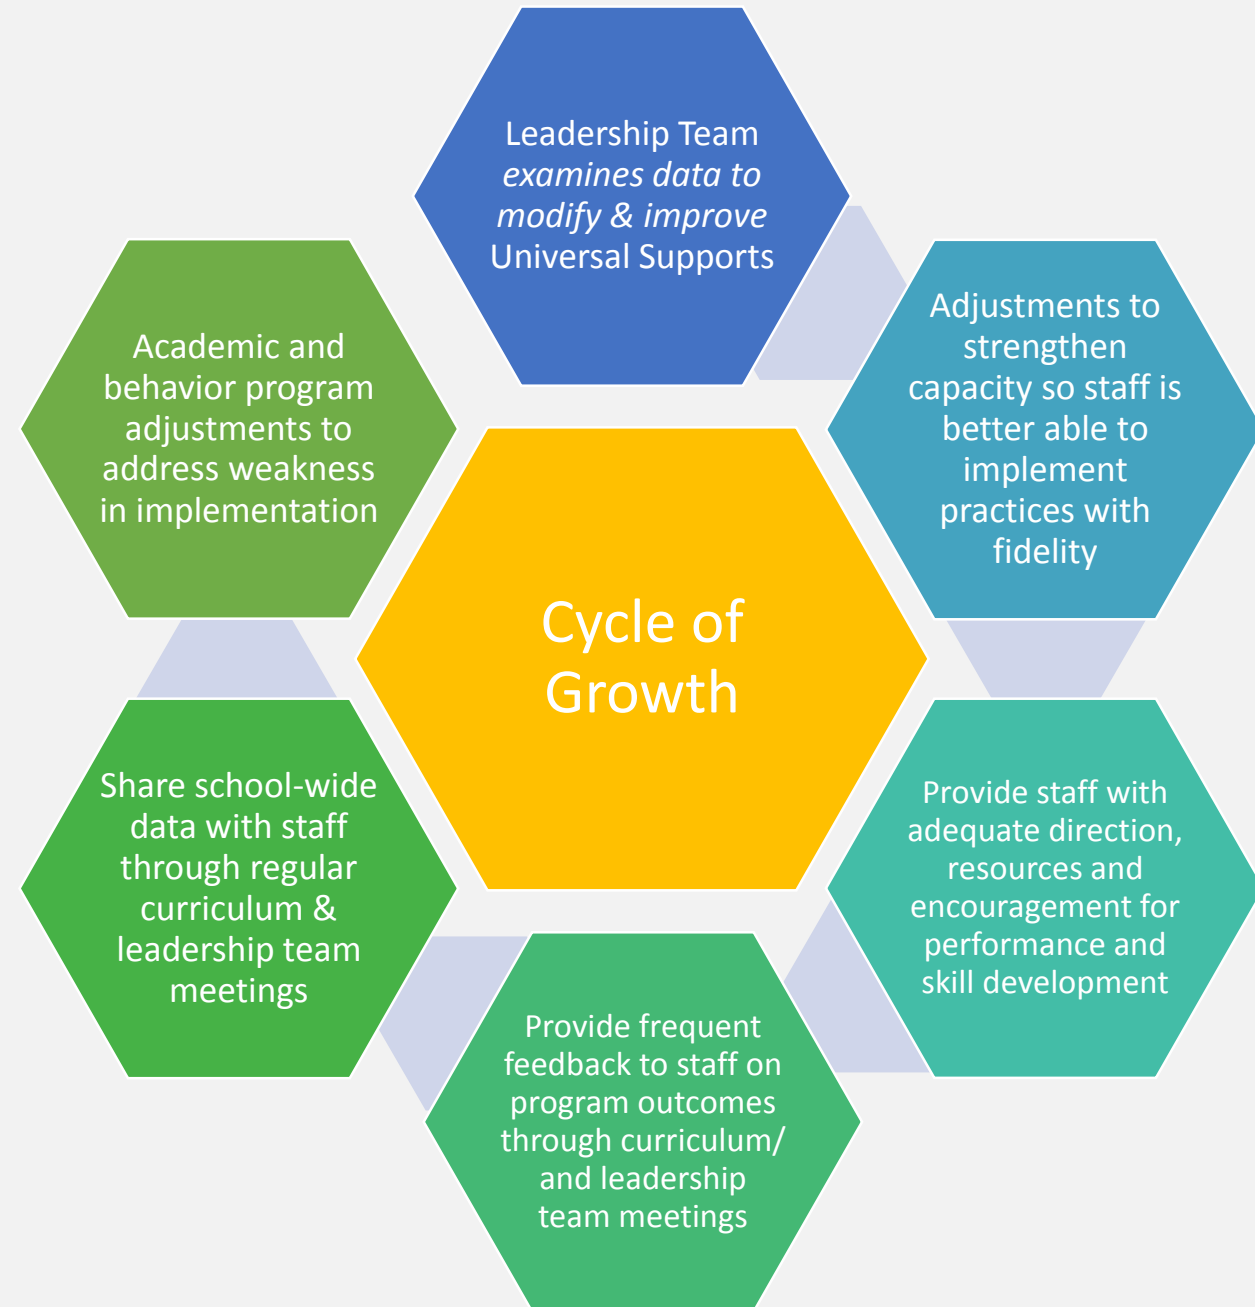 Leadership Team
examines data to
modify & improve
Universal Supports
Adjustments to
strengthen
capacity so staff is
better able to
implement
practices with
fidelity
Provide staff with
adequate direction,
resources and
encouragement for
performance and
skill development
Provide frequent
feedback to staff on
program outcomes
through curriculum/
and leadership
team meetings
Share school-wide
data with staff
through regular
curriculum &
leadership team
meetings
Academic and
behavior program
adjustments to
address weakness
in implementation
Cycle of
Growth